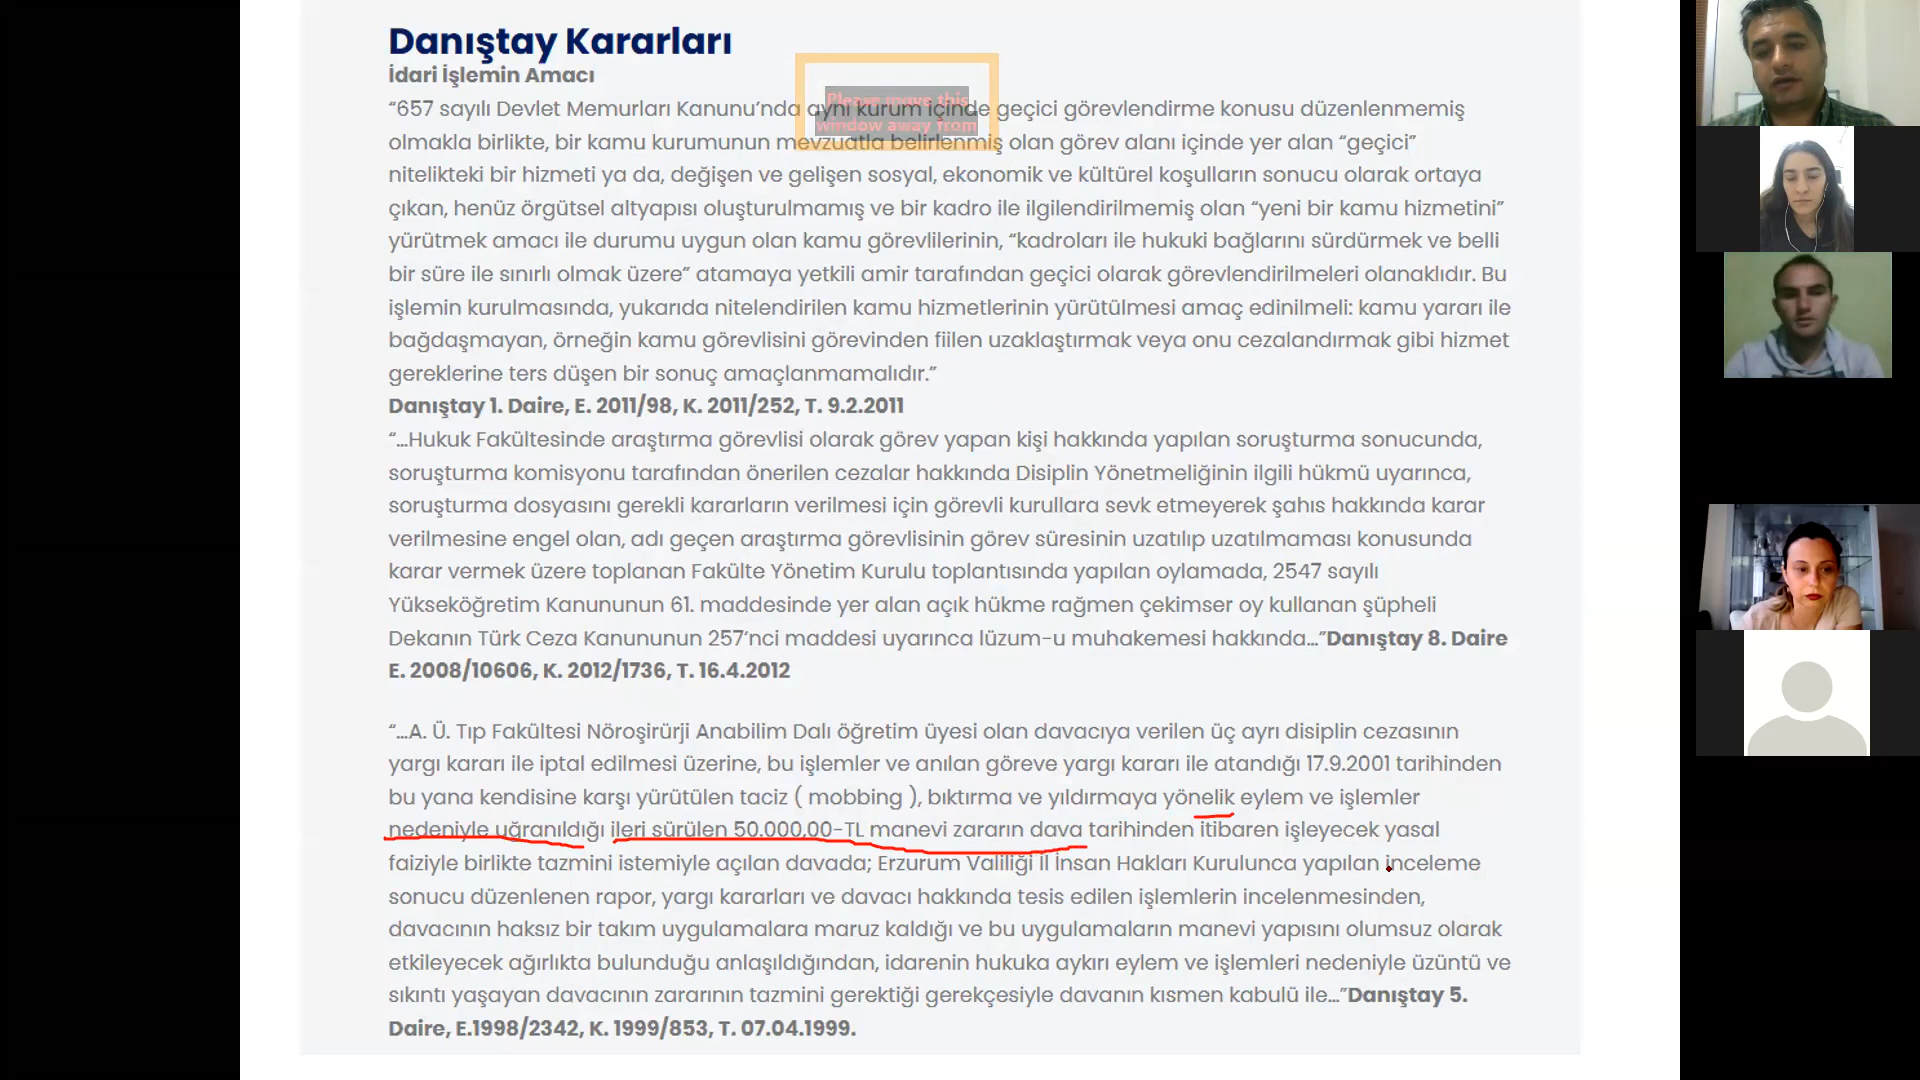 Danıştay Kararları
İdari İşlemin Amacı
Please move this
window away from
“657 sayılı Devlet Memurları Kanunu’nda aynı kurum içinde geçici görevlendirme konusu düzenlenmemiş
olmakla birlikte, bir kamu kurumunun mevzuatla belirlenmiş olan görev alanı içinde yer alan “geçici”
nitelikteki bir hizmeti ya da, değişen ve gelişen sosyal, ekonomik ve kültürel koşulların sonucu olarak ortaya
çıkan, henüz örgütsel altyapısı oluşturulmamış ve bir kadro ile ilgilendirilmemiş olan “yeni bir kamu hizmetini”
yürütmek amacı ile durumu uygun olan kamu görevlilerinin, “kadroları ile hukuki bağlarını sürdürmek ve belli
bir süre ile sınırlı olmak üzere” atamaya yetkili amir tarafından geçici olarak görevlendirilmeleri olanaklıdır. Bu
işlemin kurulmasında, yukarıda nitelendirilen kamu hizmetlerinin yürütülmesi amaç edinilmeli: kamu yararı ile
bağdaşmayan, örneğin kamu görevlisini görevinden fiilen uzaklaştırmak veya onu cezalandırmak gibi hizmet
gereklerine ters düşen bir sonuç amaçlanmamalıdır.”
Danıştay 1. Daire, E. 2011/98, K. 2011/252, T. 9.2.2011
“…Hukuk Fakültesinde araştırma görevlisi olarak görev yapan kişi hakkında yapılan soruşturma sonucunda,
soruşturma komisyonu tarafından önerilen cezalar hakkında Disiplin Yönetmeliğinin ilgili hükmü uyarınca,
soruşturma dosyasını gerekli kararların verilmesi için görevli kurullara sevk etmeyerek şahıs hakkında karar
verilmesine engel olan, adı geçen araştırma görevlisinin görev süresinin uzatılıp uzatılmaması konusunda
karar vermek üzere toplanan Fakülte Yönetim Kurulu toplantısında yapılan oylamada, 2547 sayılı
Yükseköğretim Kanununun 61. maddesinde yer alan açık hükme rağmen çekimser oy kullanan şüpheli
Dekanın Türk Ceza Kanununun 257’nci maddesi uyarınca lüzum-u muhakemesi hakkında…”Danıştay 8. Daire
E. 2008/10606, K. 2012/1736, T. 16.4.2012
“…A. Ü. Tıp Fakültesi Nöroşirürji Anabilim Dalı öğretim üyesi olan davacıya verilen üç ayrı disiplin cezasının
yargı kararı ile iptal edilmesi üzerine, bu işlemler ve anılan göreve yargı kararı ile atandığı 17.9.2001 tarihinden
bu yana kendisine karşı yürütülen taciz ( mobbing ), bıktırma ve yıldırmaya yönelik eylem ve işlemler
nedeniyle uğranıldığı ileri sürülen 50.000,00-TL manevi zararın dava tarihinden itibaren işleyecek yasal
faiziyle birlikte tazmini istemiyle açılan davada; Erzurum Valiliği İl İnsan Hakları Kurulunca yapılan inceleme
sonucu düzenlenen rapor, yargı kararları ve davacı hakkında tesis edilen işlemlerin incelenmesinden,
davacının haksız bir takım uygulamalara maruz kaldığı ve bu uygulamaların manevi yapısını olumsuz olarak
etkileyecek ağırlıkta bulunduğu anlaşıldığından, idarenin hukuka aykırı eylem ve işlemleri nedeniyle üzüntü ve
sıkıntı yaşayan davacının zararının tazmini gerektiği gerekçesiyle davanın kısmen kabulü ile…”Danıştay 5.
Daire, E.1998/2342, K. 1999/853, T. 07.04.1999.